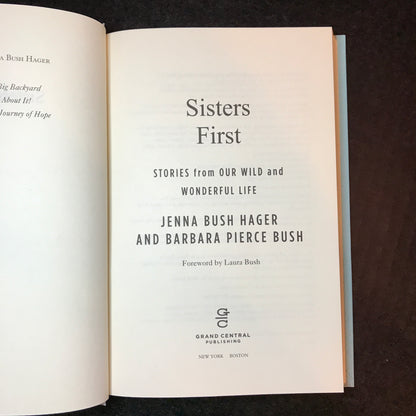 A BUSH HAGER
Big Backyard
About It!
Journey of Hope
Sisters
First
STORIES from OUR WILD and
WONDERFUL LIFE
JENNA BUSH HAGER
AND BARBARA PIERCE BUSH
Foreword by Laura Bush
GRAND CENTRAL
PUBLISHING
NEW YORK BOSTON